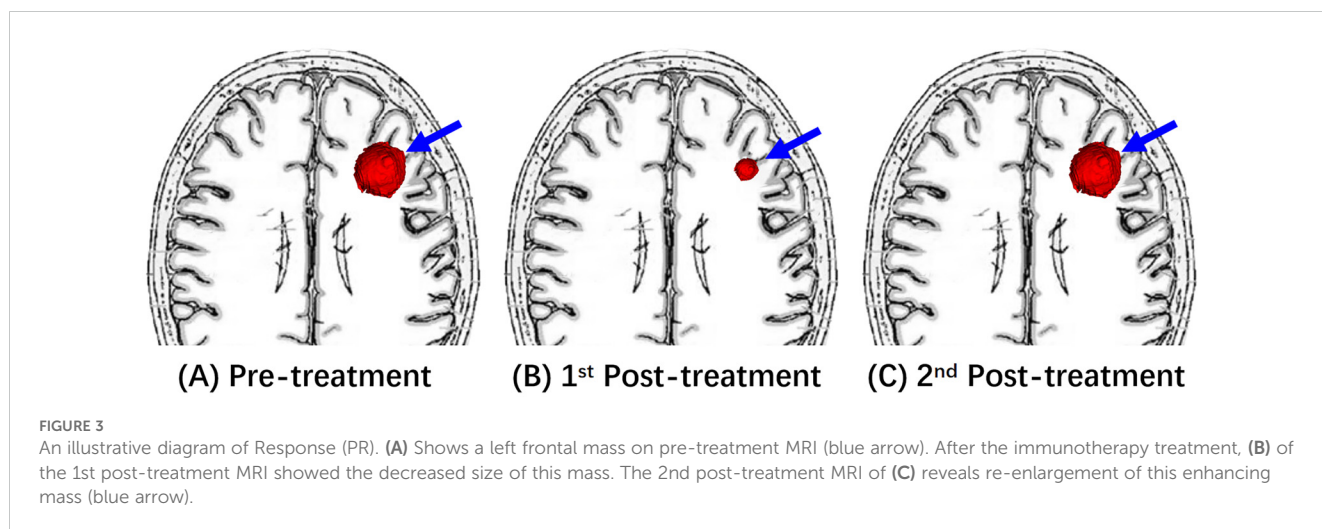 (A) Pre-treatment
(B) 1st Post-treatment
(C) 2nd Post-treatment
FIGURE 3
An illustrative diagram of Response (PR). (A) Shows a left frontal mass on pre-treatment MRI (blue arrow). After the immunotherapy treatment, (B) of
the 1st post-treatment MRI showed the decreased size of this mass. The 2nd post-treatment MRI of (C) reveals re-enlargement of this enhancing
mass (blue arrow).